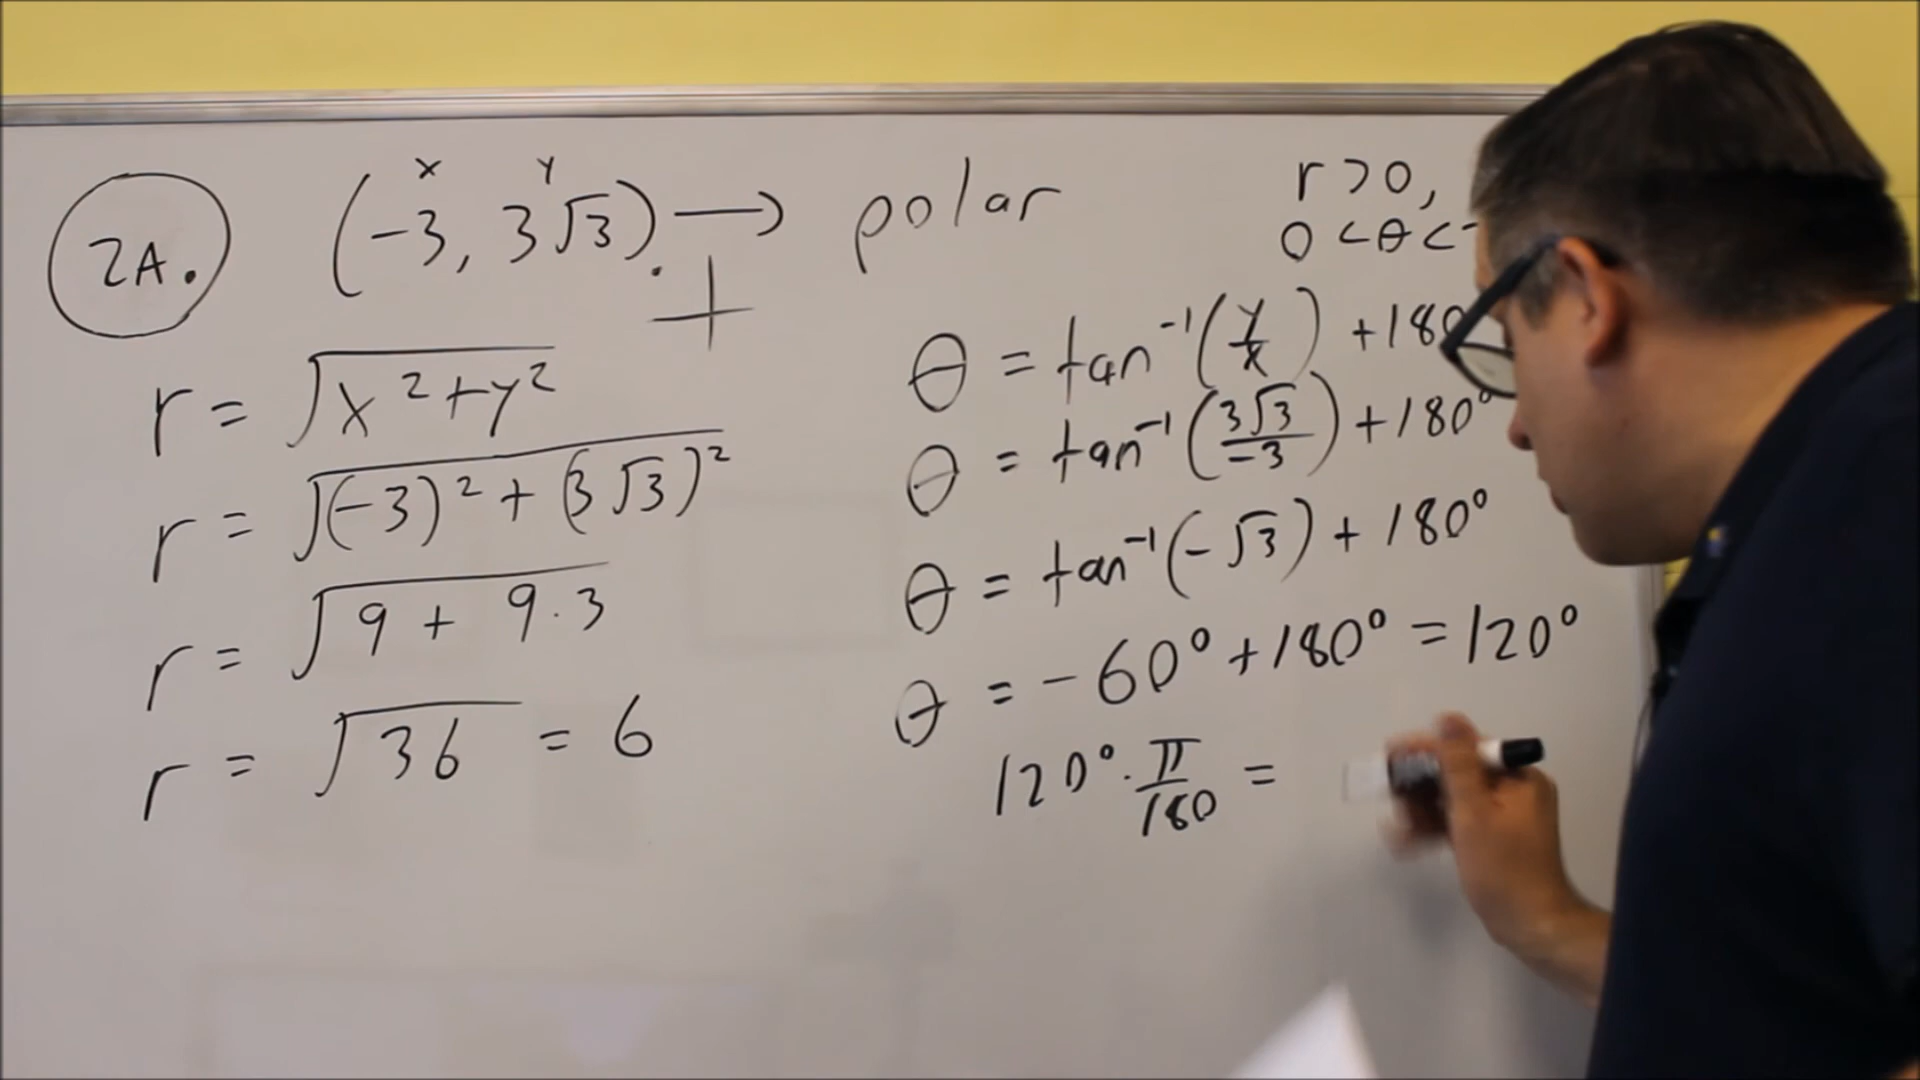 2A.
x y
(-3, 3√3) → polar
r > 0,
0 < θ <
r = √(x² + y²)
r = √((-3)² + (3√3)²)
r = √(9 + 9·3)
r = √36 = 6
θ = tan⁻¹(y/x) + 180
θ = tan⁻¹(3√3/-3) + 180°
θ = tan⁻¹(-√3) + 180°
θ = -60° + 180° = 120°
120° · π/180 =